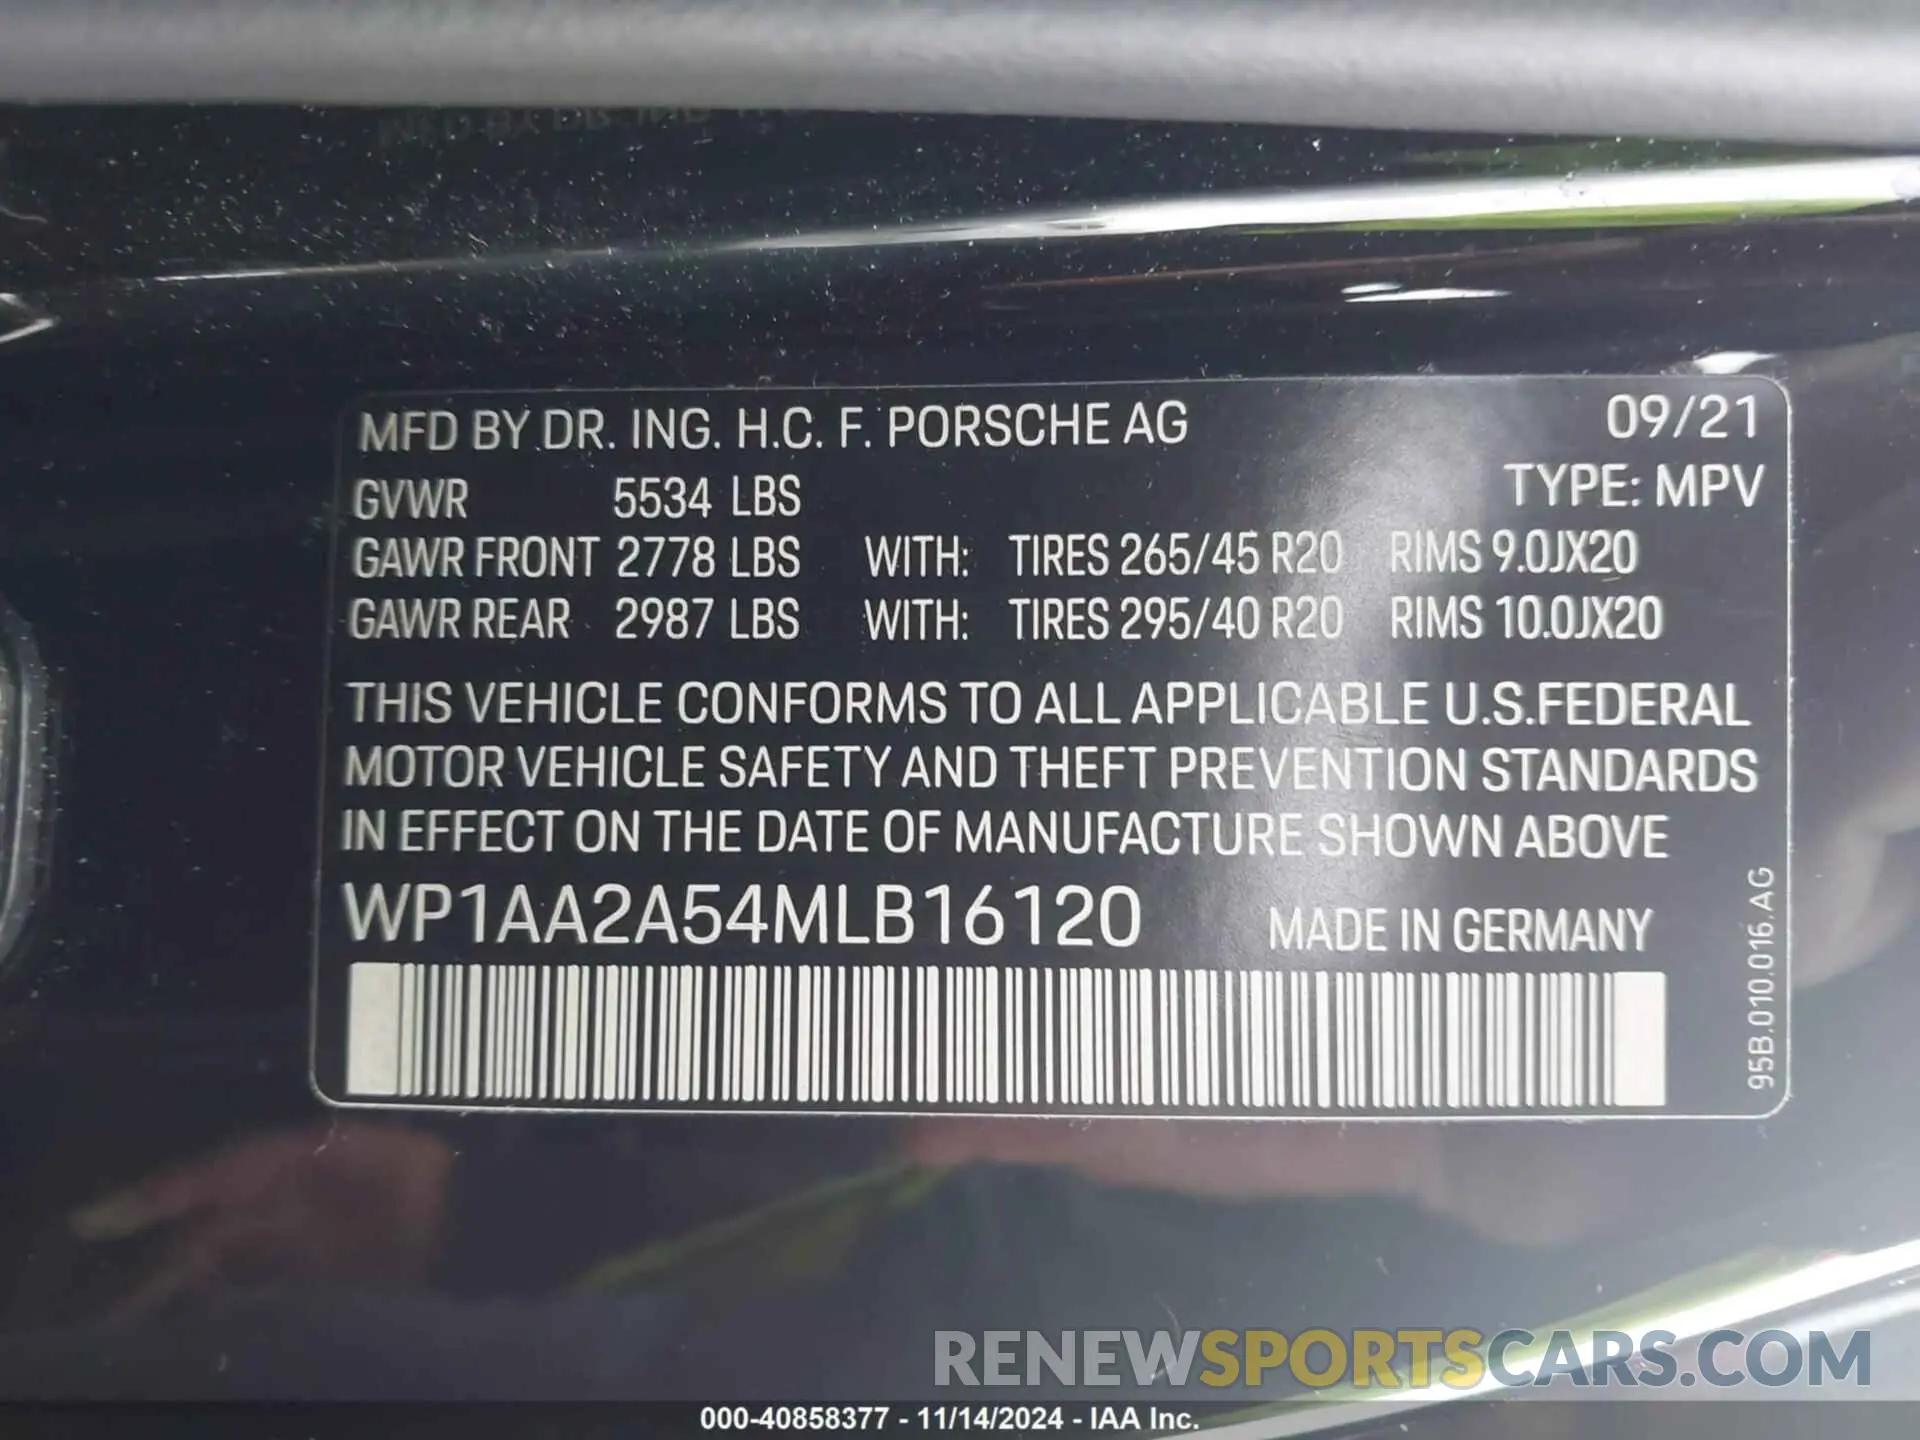 MFD BY DR. ING. H.C. F. PORSCHE AG 09/21
GVWR 5534 LBS TYPE: MPV
GAWR FRONT 2778 LBS WITH: TIRES 265/45 R20 RIMS 9.0JX20
GAWR REAR 2987 LBS WITH: TIRES 295/40 R20 RIMS 10.0JX20
THIS VEHICLE CONFORMS TO ALL APPLICABLE U.S.FEDERAL
MOTOR VEHICLE SAFETY AND THEFT PREVENTION STANDARDS
IN EFFECT ON THE DATE OF MANUFACTURE SHOWN ABOVE
WP1AA2A54MLB16120 MADE IN GERMANY
95B.010.016.AG
RENEWSPORTSCARS.COM
000-40858377 - 11/14/2024 - IAA Inc.